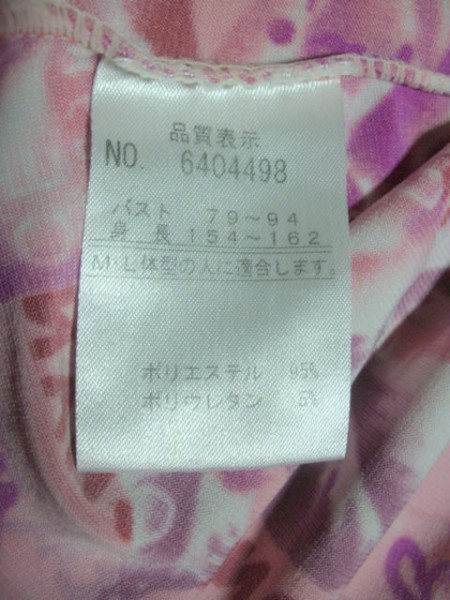 品質表示
NO. 6404498
バスト 79~94
身長 154~162
M・L体型の人に適合します。
ポリエステル 95%
ポリウレタン 5%